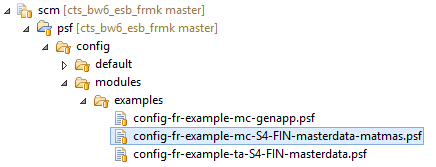 scm [cts_bw6_esb_frmk master]
psf [cts_bw6_esb_frmk master]
config
default
modules
examples
config-fr-example-mc-genapp.psf
config-fr-example-mc-S4-FIN-masterdata-matmas.psf
config-fr-example-ta-S4-FIN-masterdata.psf